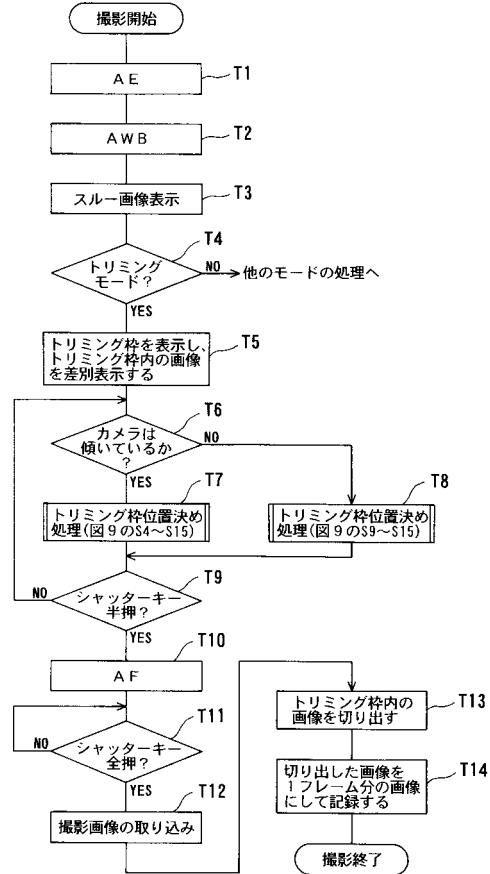 撮影開始
AE
T1
AWB
T2
スルー画像表示
T3
T4
トリミング
モード?
NO
他のモードの処理へ
YES
トリミング枠を表示し、
トリミング枠内の画像
を差別表示する
T5
T6
カメラは
傾いているか
?
NO
YES
T7
トリミング枠位置決め
処理(図9のS4~S15)
T8
トリミング枠位置決め
処理(図9のS9~S15)
T9
シャッターキー
半押?
NO
YES
T10
AF
T11
シャッターキー
全押?
NO
YES
T12
撮影画像の取り込み
トリミング枠内の
画像を切り出す
T13
切り出した画像を
1フレーム分の画像
にして記録する
T14
撮影終了